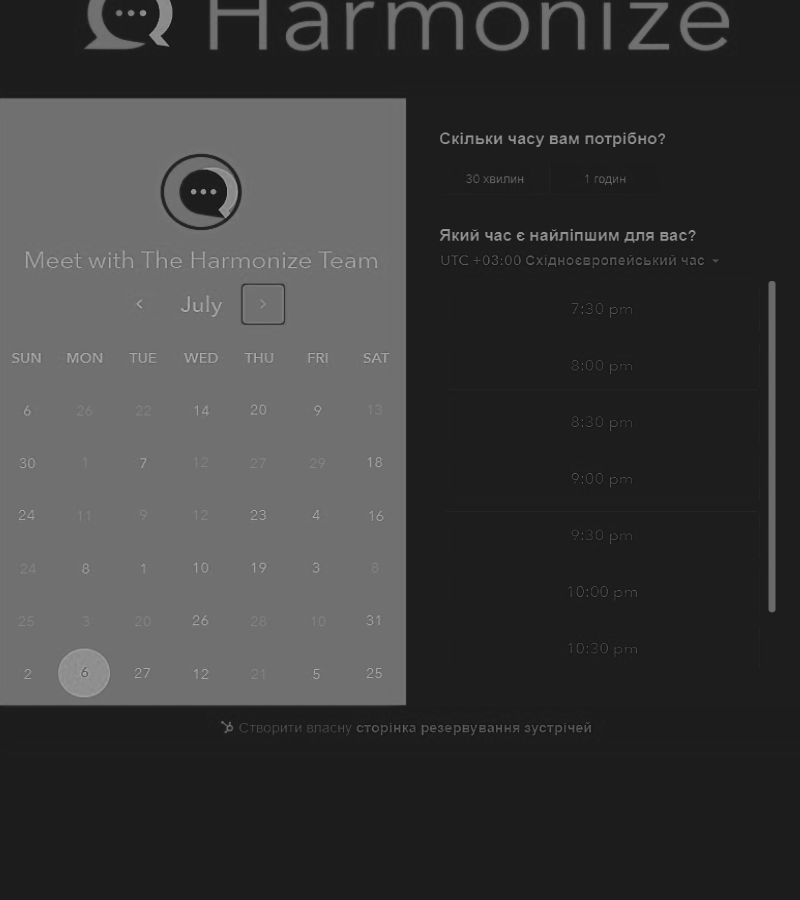 Harmonize
Meet with The Harmonize Team
July
SUN MON TUE WED THU FRI SAT
6 26 22 14 20 9 13
30 1 7 12 27 29 18
24 11 9 12 23 4 16
24 8 1 10 19 3 8
25 3 20 26 28 10 31
2 6 27 12 21 5 25
Скільки часу вам потрібно?
30 хвилин 1 годин
Який час є найліпшим для вас?
UTC +03:00 Східноєвропейський час
7:30 pm
8:00 pm
8:30 pm
9:00 pm
9:30 pm
10:00 pm
10:30 pm
Створити власну сторінка резервування зустрічей